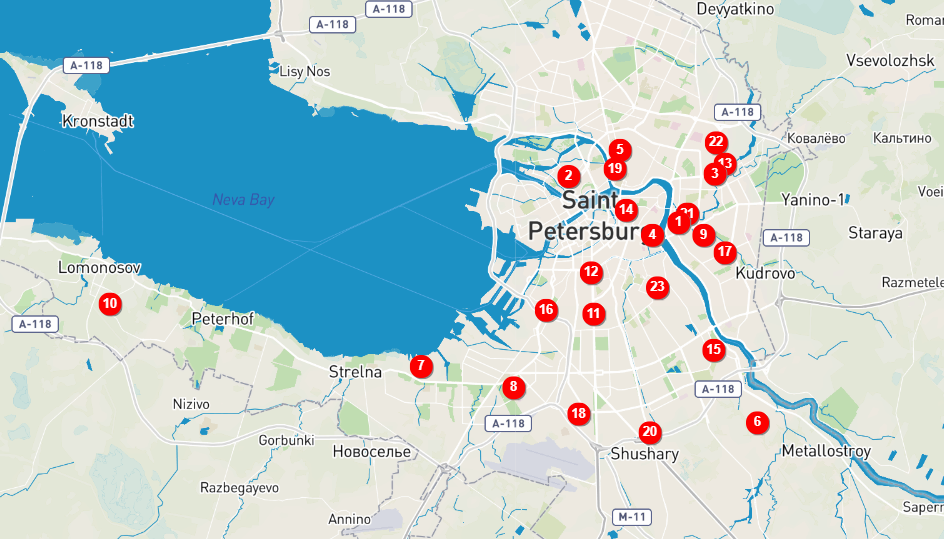 A-118
Devyatkino
A-118
Roman
Vsevolozhsk
A-118
Lisy Nos
A-118
Kronstadt
Ковалёво
Кальтино
22
5
13
19
3
2
Neva Bay
Saint
Petersburg
14
21
1
4
9
17
Yanino-1
Voei
Staraya
A-118
Kudrovo
Lomonosov
12
23
Razmetele
10
16
11
Peterhof
A-118
15
7
Strelna
8
A-118
Nizivo
18
A-118
20
6
Gorbunki
Новоселье
Shushary
Metallostroy
Razbegayevo
Annino
M-11
Saperr